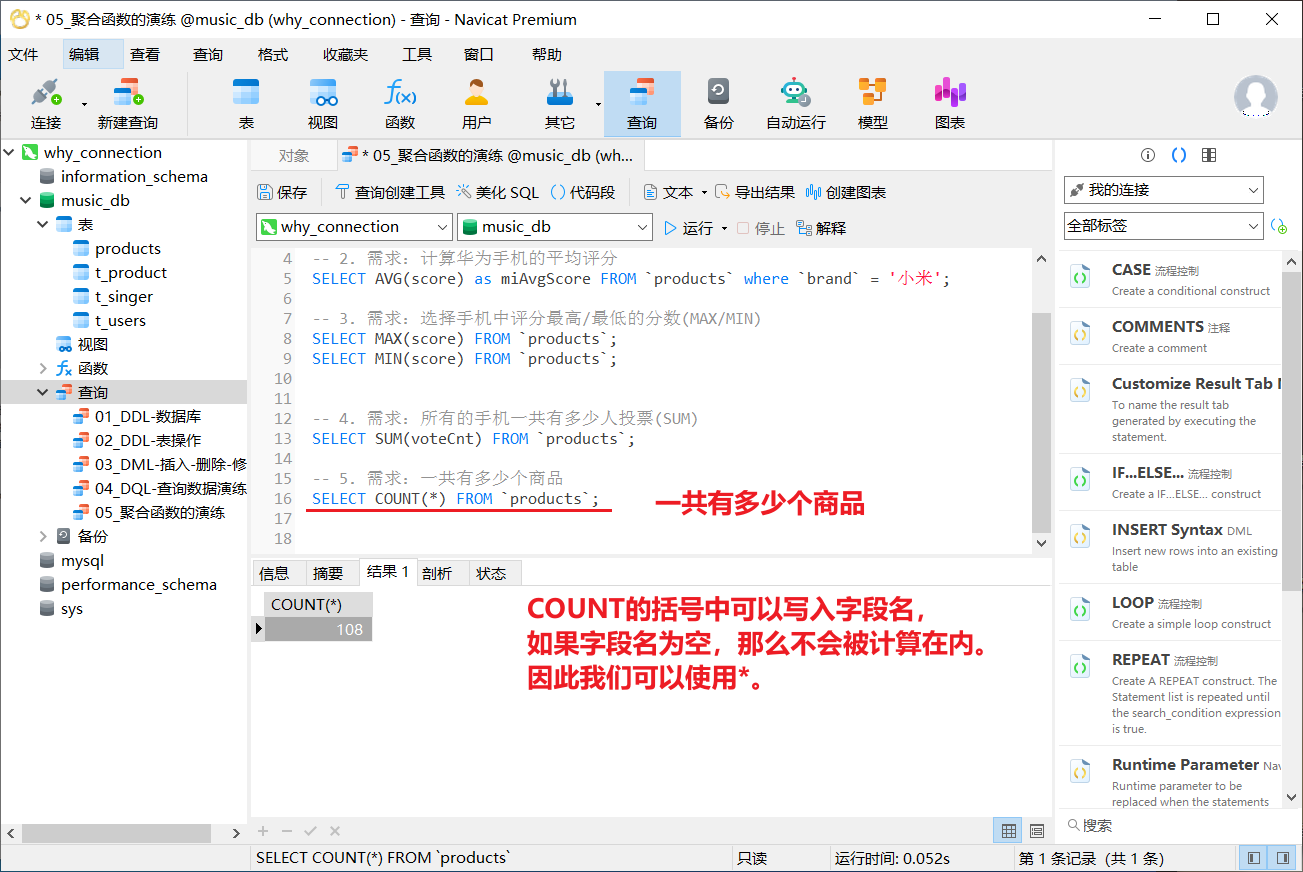 * 05_聚合函数的演练 @music_db (why_connection) - 查询 - Navicat Premium
文件 编辑 查看 查询 格式 收藏夹 工具 窗口 帮助
连接 新建查询 表 视图 函数 用户 其它 查询 备份 自动运行 模型 图表
why_connection
information_schema
music_db
表
products
t_product
t_singer
t_users
视图
函数
查询
01_DDL-数据库
02_DDL-表操作
03_DML-插入-删除-修
04_DQL-查询数据演练
05_聚合函数的演练
备份
mysql
performance_schema
sys
对象 * 05_聚合函数的演练 @music_db (wh...
保存 查询创建工具 美化 SQL () 代码段 文本 导出结果 创建图表
why_connection music_db 运行 停止 解释
4 -- 2. 需求：计算华为手机的平均评分
5 SELECT AVG(score) as miAvgScore FROM `products` where `brand` = '小米';
6
7 -- 3. 需求：选择手机中评分最高/最低的分数(MAX/MIN)
8 SELECT MAX(score) FROM `products`;
9 SELECT MIN(score) FROM `products`;
10
11
12 -- 4. 需求：所有的手机一共有多少人投票(SUM)
13 SELECT SUM(voteCnt) FROM `products`;
14
15 -- 5. 需求：一共有多少个商品
16 SELECT COUNT(*) FROM `products`; 一共有多少个商品
17
18
信息 摘要 结果 1 剖析 状态
COUNT(*)
108
COUNT的括号中可以写入字段名，
如果字段名为空，那么不会被计算在内。
因此我们可以使用*。
我的连接
全部标签
CASE 流程控制
Create a conditional construct
COMMENTS 注释
Create a comment
Customize Result Tab N
To name the result tab
generated by executing the
statement.
IF...ELSE... 流程控制
Create a IF...ELSE... construct
INSERT Syntax DML
Insert new rows into an existing
table
LOOP 流程控制
Create a simple loop construct
REPEAT 流程控制
Create A REPEAT construct. The
Statement list is repeated until
the search_condition expression
is true.
Runtime Parameter Nav
Runtime parameter to be
replaced when the statements
搜索
SELECT COUNT(*) FROM `products` 只读 运行时间: 0.052s 第 1 条记录 (共 1 条)